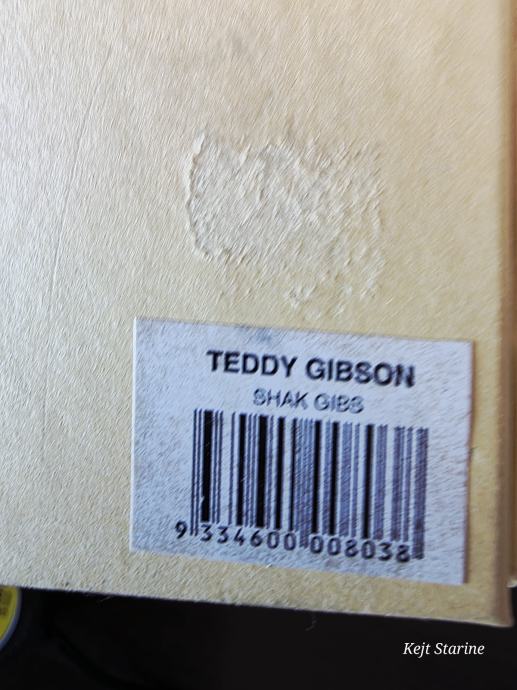 TEDDY GIBSON
SHAK GIBS
9 334600 008038
Kejt Starine